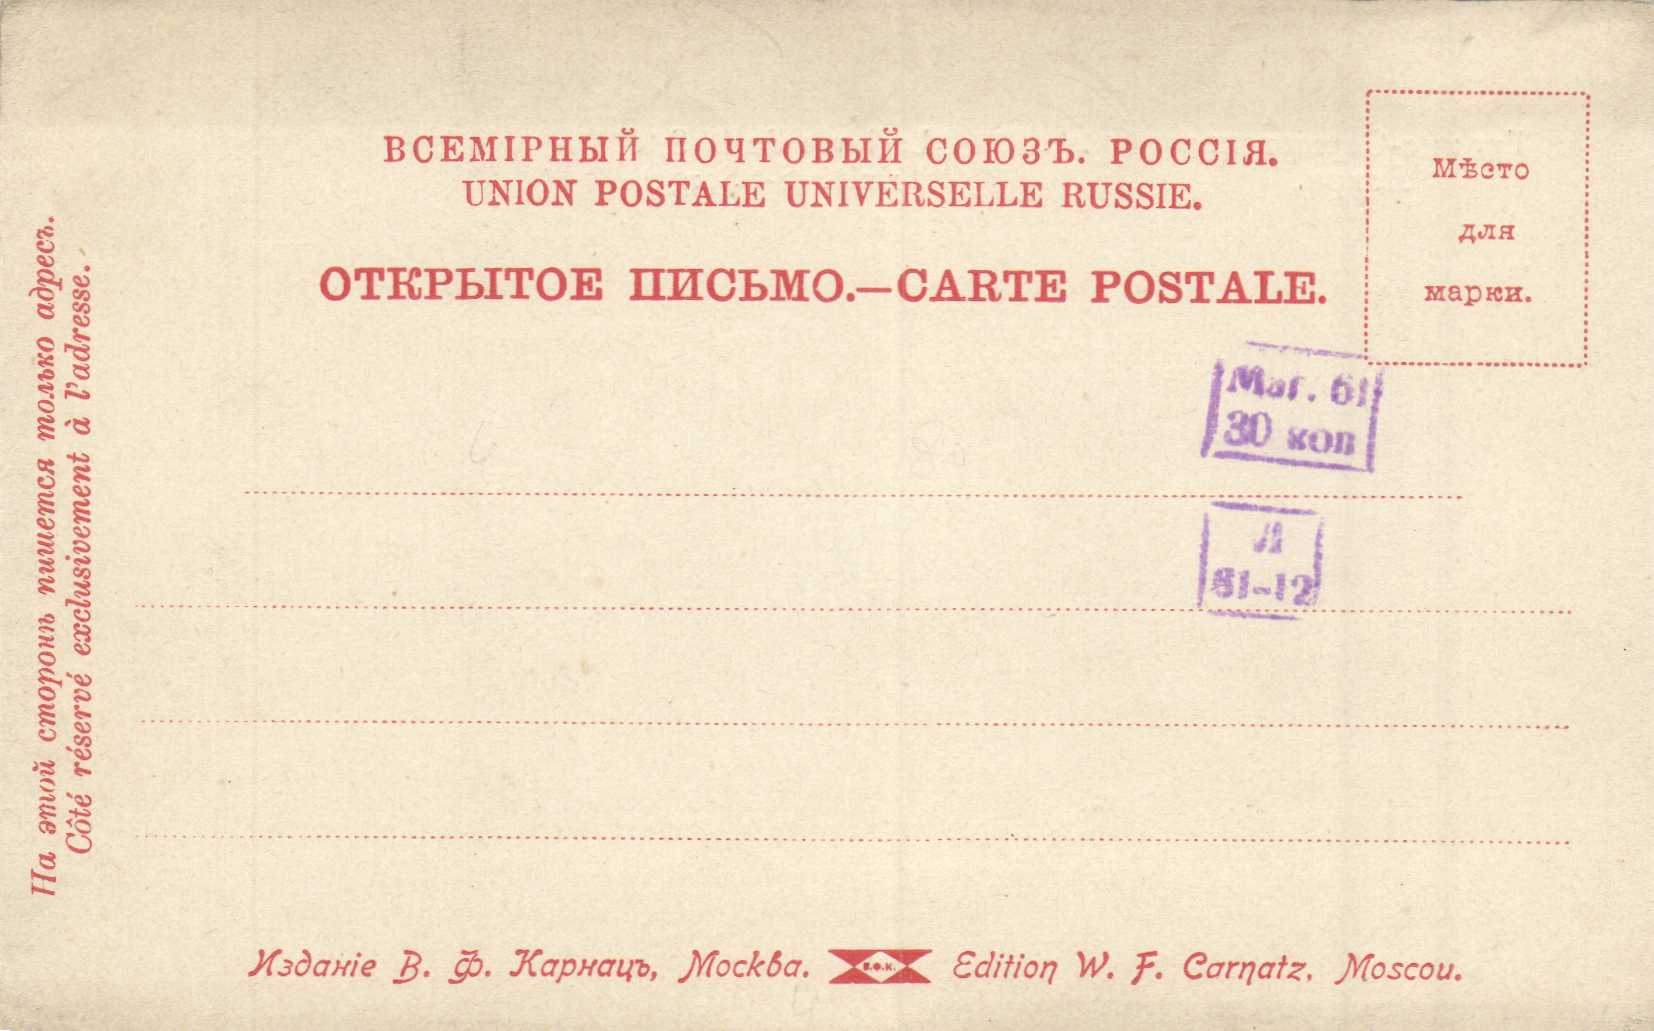 ВСЕМІРНЫЙ ПОЧТОВЫЙ СОЮЗЪ. РОССІЯ.
UNION POSTALE UNIVERSELLE RUSSIE.
ОТКРЫТОЕ ПИСЬМО.—CARTE POSTALE.
Мѣсто
для
марки.
Маг. 61
30 коп
Л
61-12
На этой сторонѣ пишется только адресъ.
Côté réservé exclusivement à l'adresse.
Изданіе В. Ф. Карнацъ, Москва. В.Ф.К. Edition W. F. Carnatz, Moscou.